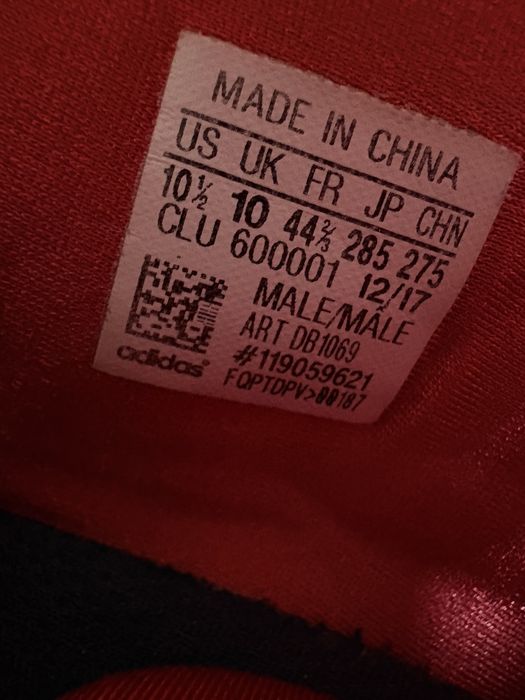 MADE IN CHINA
US UK FR JP CHN
10½ 10 44⅔ 285 275
CLU 600001 12/17
MALE/MÂLE
ART DB1069
#119059621
FQPTDPV>00187
adidas